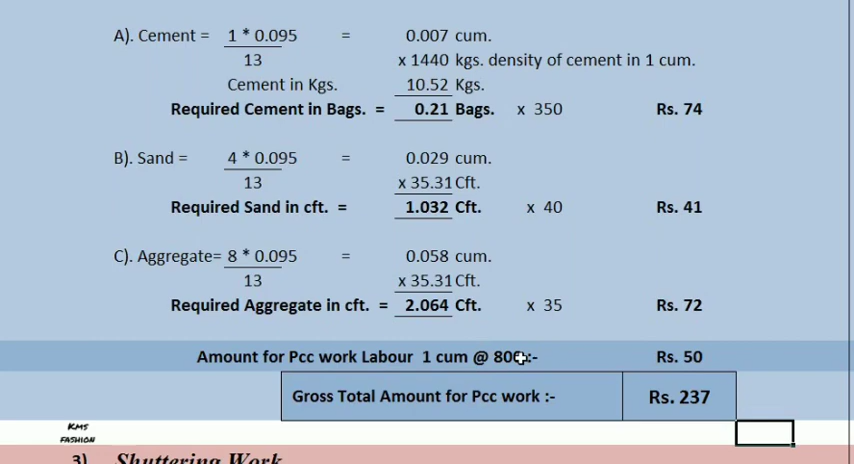 A). Cement = 1 * 0.095 = 0.007 cum.
13 x 1440 kgs. density of cement in 1 cum.
Cement in Kgs. 10.52 Kgs.
Required Cement in Bags. = 0.21 Bags. x 350 Rs. 74
B). Sand = 4 * 0.095 = 0.029 cum.
13 x 35.31 Cft.
Required Sand in cft. = 1.032 Cft. x 40 Rs. 41
C). Aggregate= 8 * 0.095 = 0.058 cum.
13 x 35.31 Cft.
Required Aggregate in cft. = 2.064 Cft. x 35 Rs. 72
Amount for Pcc work Labour 1 cum @ :- Rs. 50
Gross Total Amount for Pcc work :- Rs. 237
KMS
FASHION
3) Shuttering Work